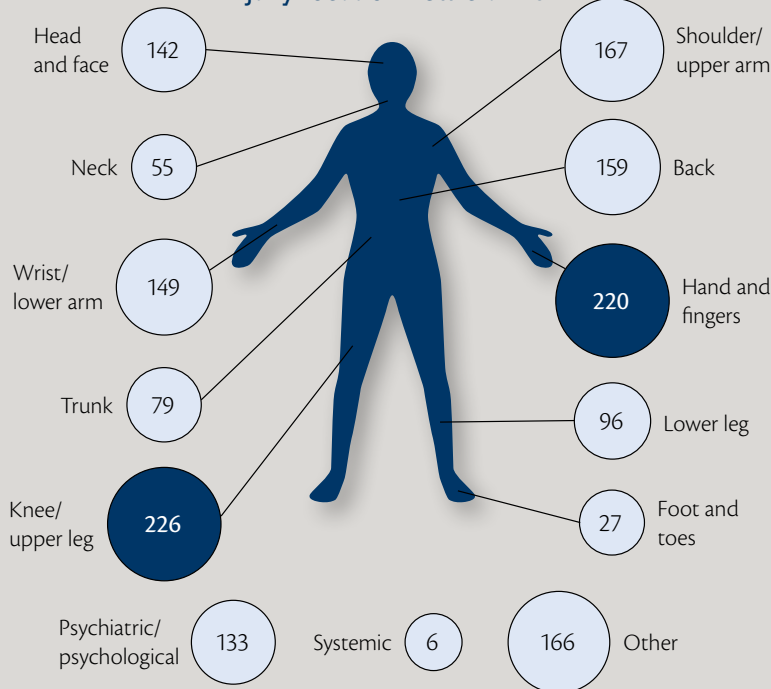 Head
and face
142
167
Shoulder/
upper arm
Neck
55
159
Back
Wrist/
lower arm
149
220
Hand and
fingers
Trunk
79
96
Lower leg
Knee/
upper leg
226
27
Foot and
toes
Psychiatric/
psychological
133
Systemic
6
166
Other